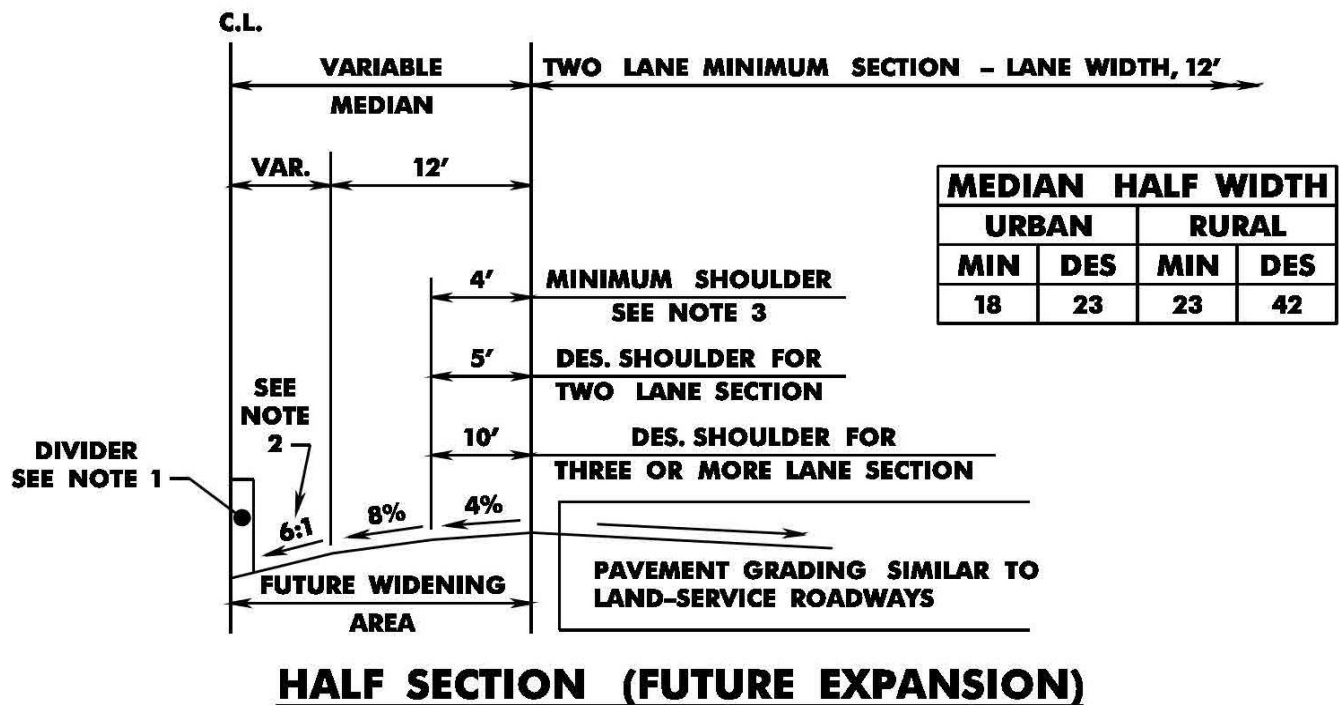 C.L.
VARIABLE
MEDIAN
TWO LANE MINIMUM SECTION – LANE WIDTH, 12′
VAR.
12′
MEDIAN HALF WIDTH
URBAN RURAL
MIN DES MIN DES
18 23 23 42
4′
MINIMUM SHOULDER
SEE NOTE 3
5′
DES. SHOULDER FOR
TWO LANE SECTION
SEE
NOTE
2
10′
DES. SHOULDER FOR
THREE OR MORE LANE SECTION
DIVIDER
SEE NOTE 1
6:1
8%
4%
FUTURE WIDENING
AREA
PAVEMENT GRADING SIMILAR TO
LAND–SERVICE ROADWAYS
HALF SECTION (FUTURE EXPANSION)